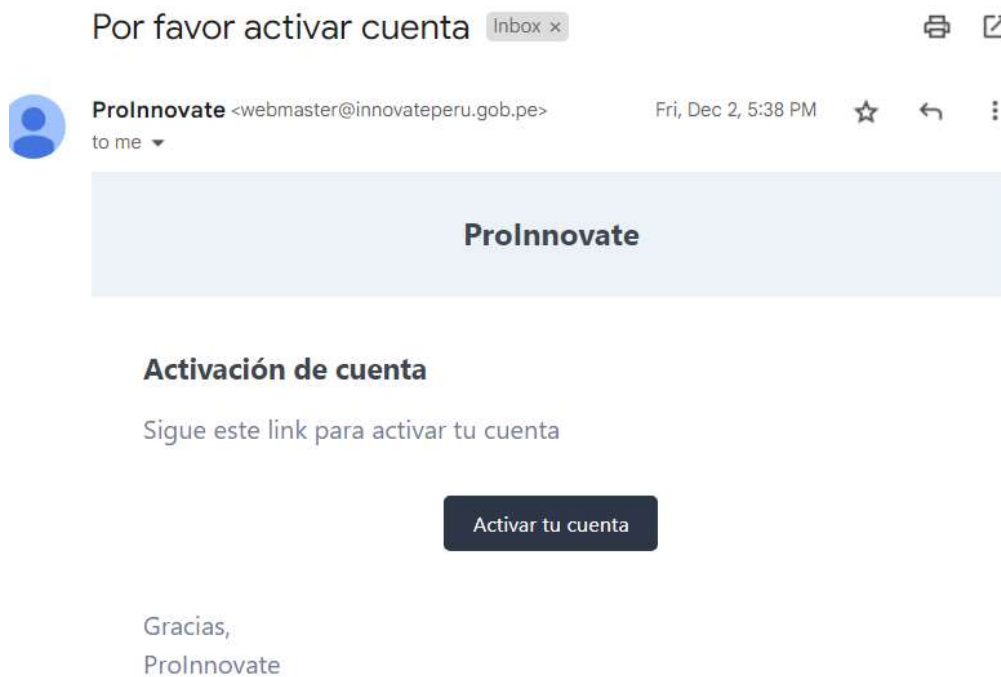 Por favor activar cuenta Inbox ×
ProInnovate <webmaster@innovateperu.gob.pe> Fri, Dec 2, 5:38 PM
to me
ProInnovate
Activación de cuenta
Sigue este link para activar tu cuenta
Activar tu cuenta
Gracias,
ProInnovate